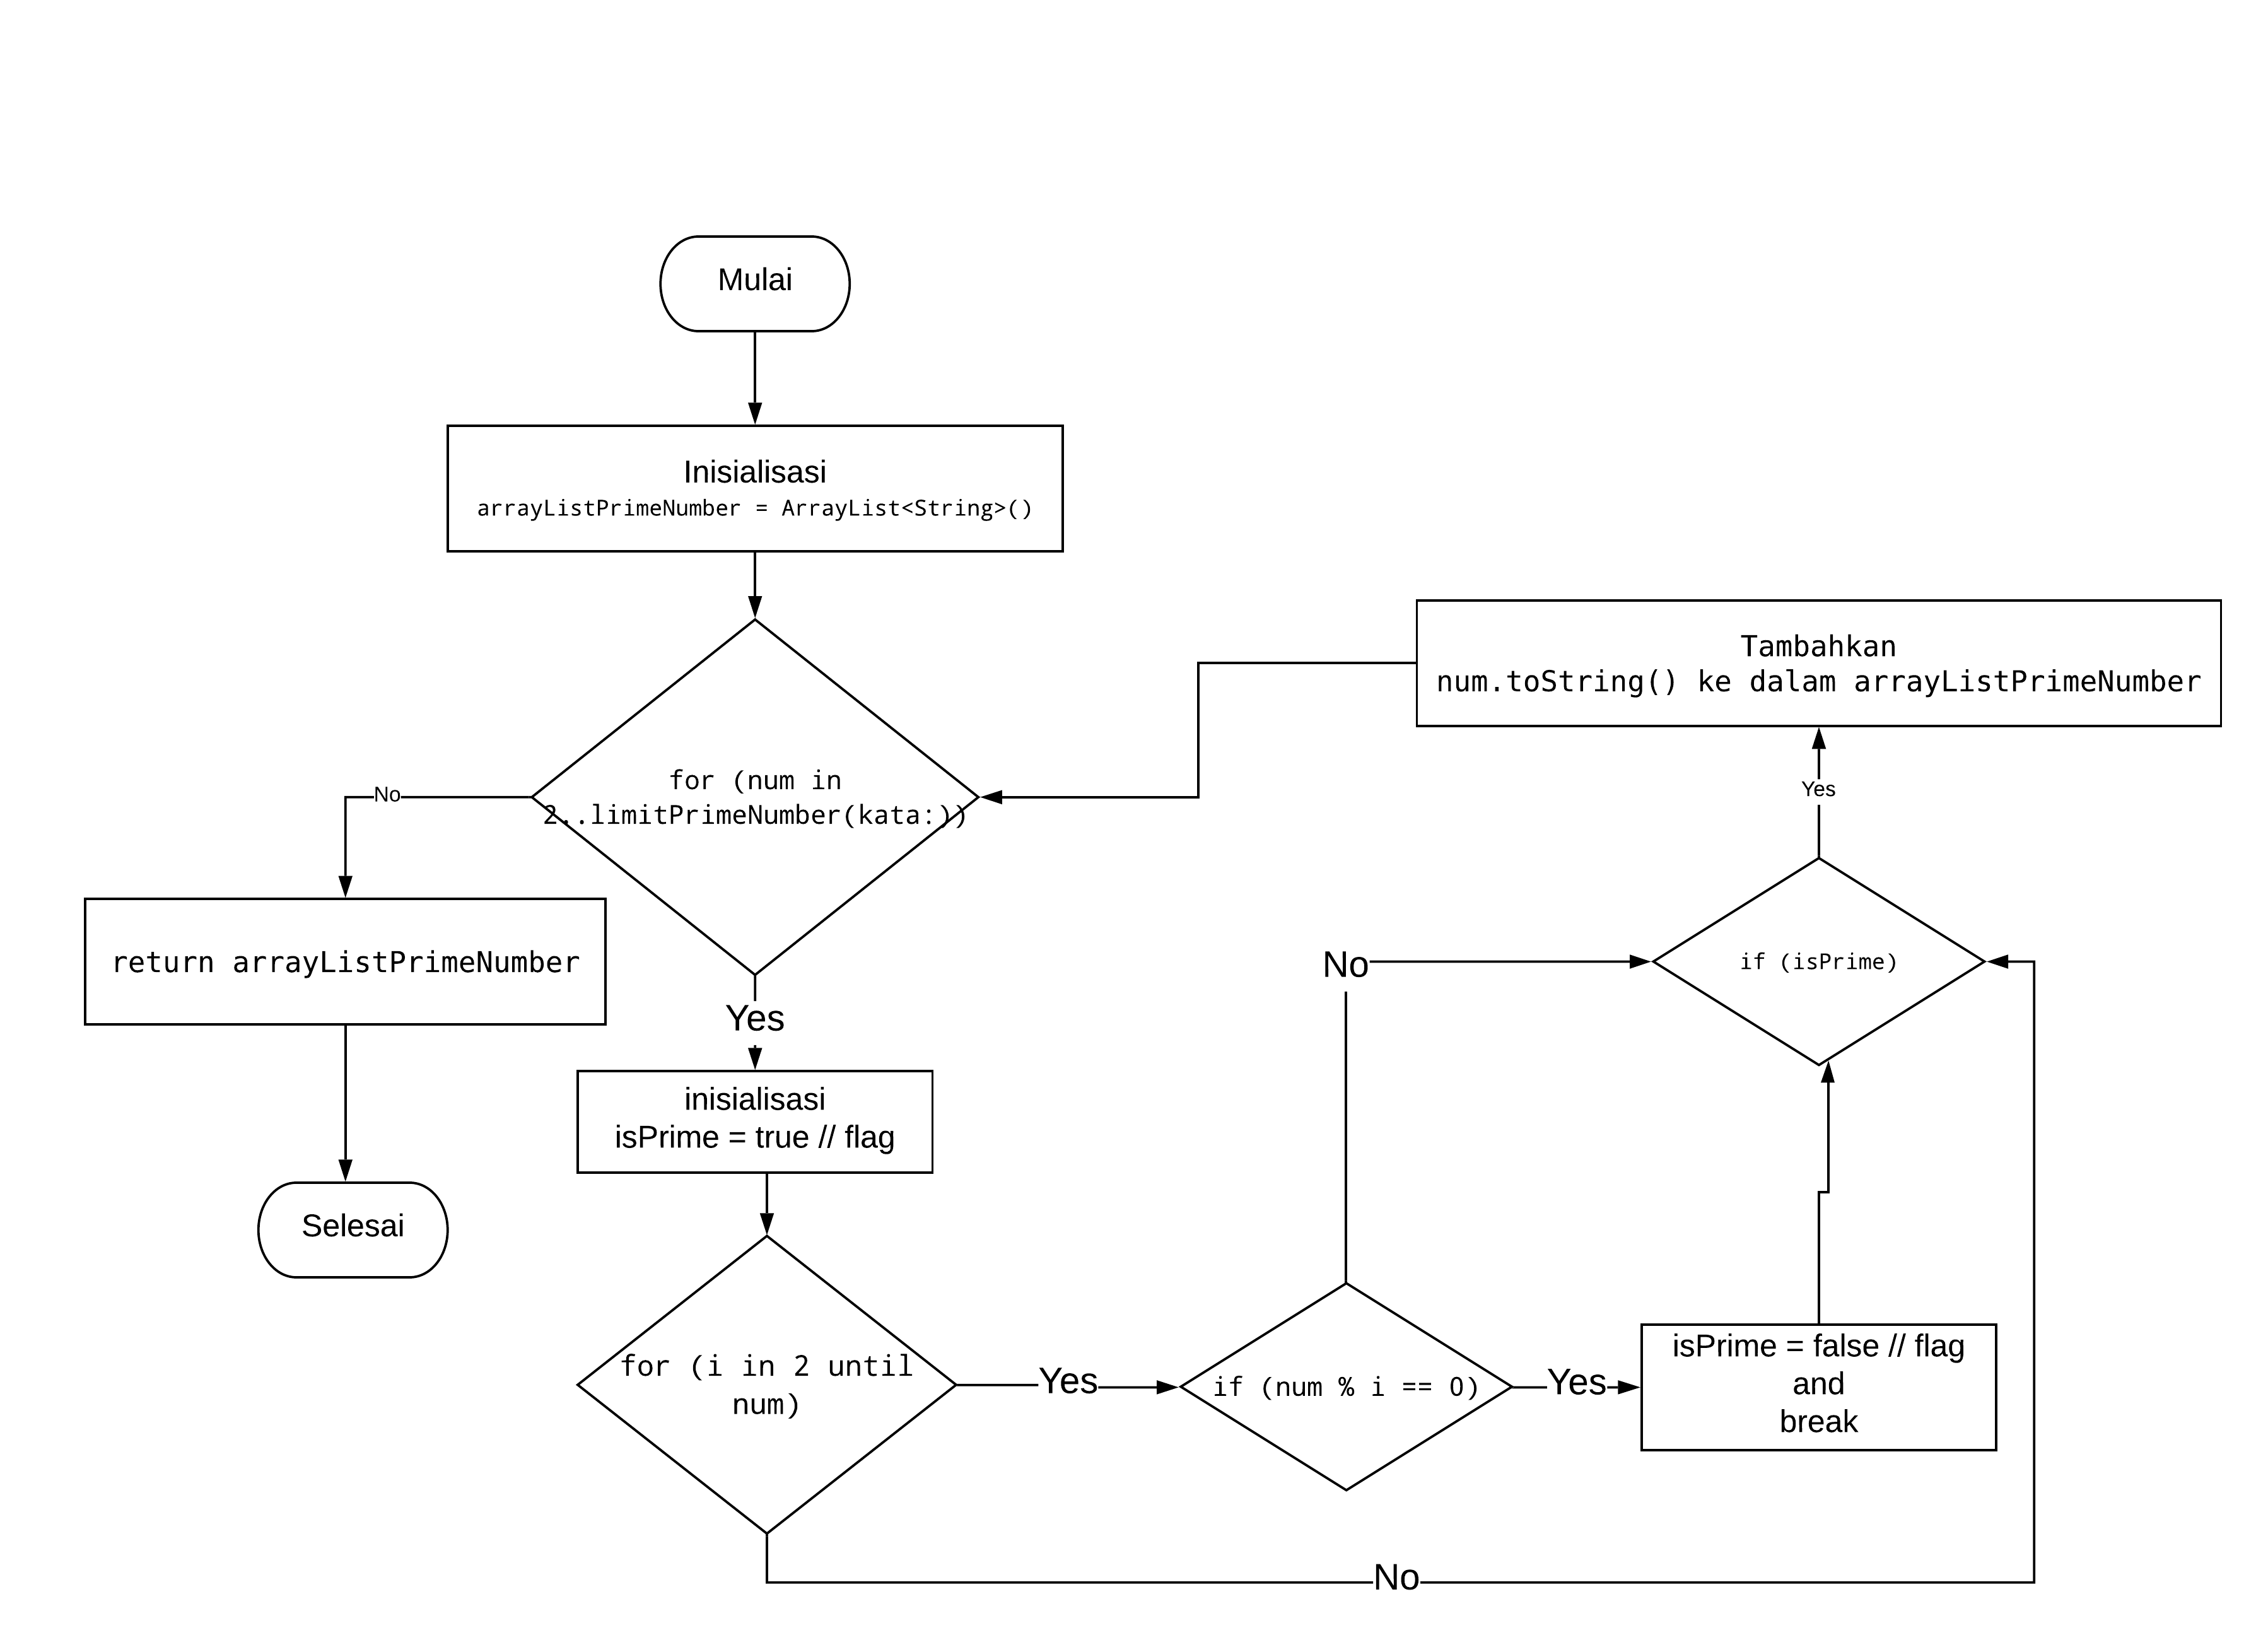 Mulai
Inisialisasi
arrayListPrimeNumber = ArrayList<String>()
Tambahkan
num.toString() ke dalam arrayListPrimeNumber
for (num in
2..limitPrimeNumber(kata:))
No
Yes
return arrayListPrimeNumber
No
if (isPrime)
Yes
inisialisasi
isPrime = true // flag
Selesai
for (i in 2 until
num)
Yes
if (num % i == 0)
Yes
isPrime = false // flag
and
break
No